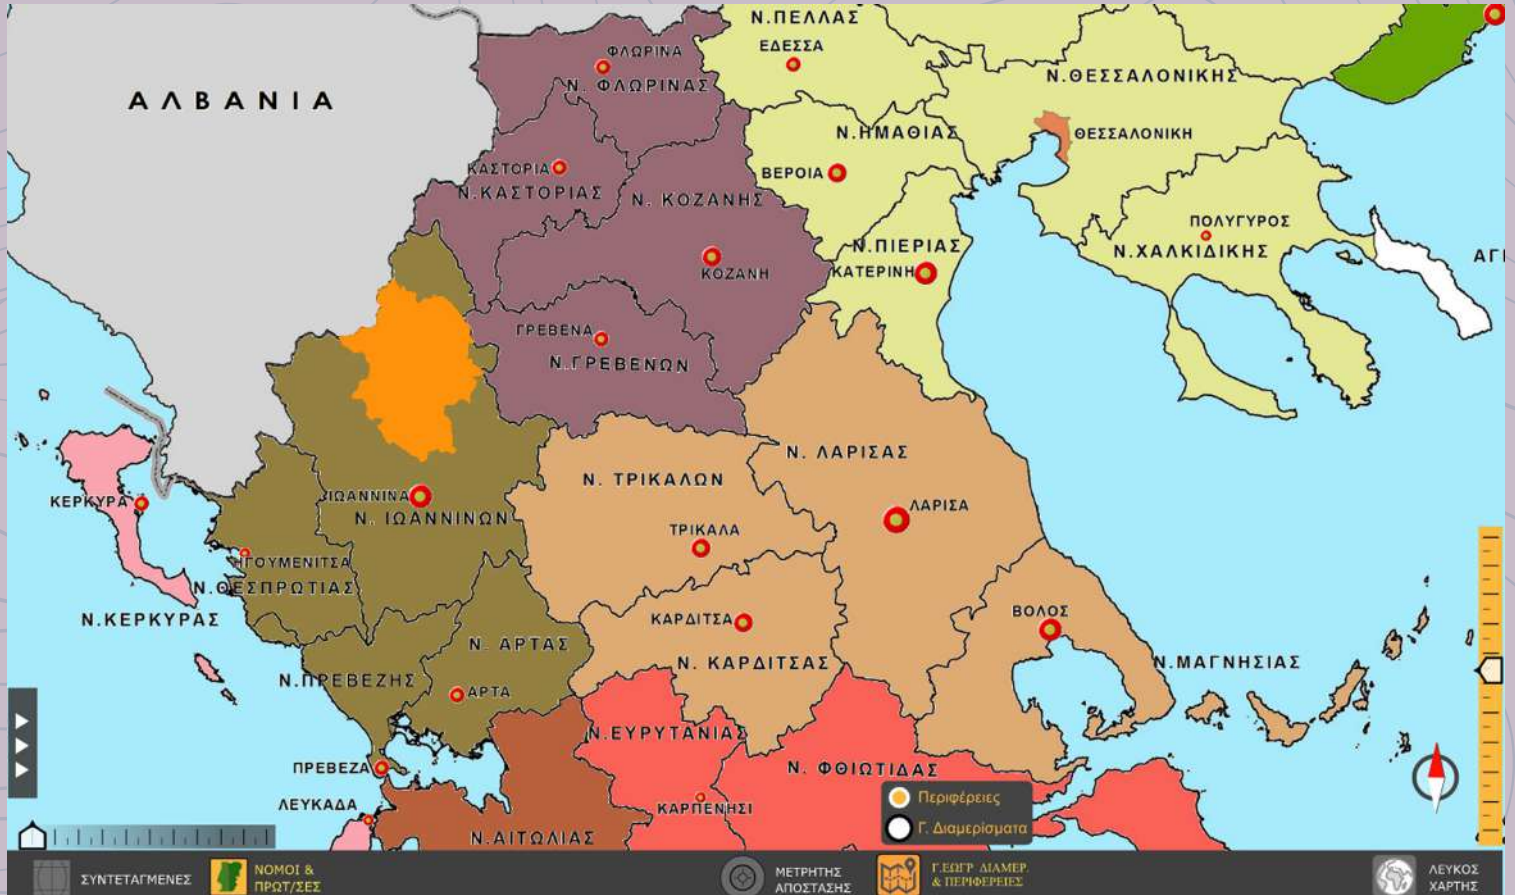 Ν.ΠΕΛΛΑΣ
ΦΛΩΡΙΝΑ
ΕΔΕΣΣΑ
Ν. ΦΛΩΡΙΝΑΣ
Ν.ΘΕΣΣΑΛΟΝΙΚΗΣ
ΑΛΒΑΝΙΑ
Ν.ΗΜΑΘΙΑΣ
ΘΕΣΣΑΛΟΝΙΚΗ
ΚΑΣΤΟΡΙΑ
ΒΕΡΟΙΑ
Ν.ΚΑΣΤΟΡΙΑΣ
Ν. ΚΟΖΑΝΗΣ
ΠΟΛΥΓΥΡΟΣ
Ν.ΠΙΕΡΙΑΣ
Ν.ΧΑΛΚΙΔΙΚΗΣ
ΑΓΙ
ΚΟΖΑΝΗ
ΚΑΤΕΡΙΝΗ
ΓΡΕΒΕΝΑ
Ν.ΓΡΕΒΕΝΩΝ
Ν. ΛΑΡΙΣΑΣ
Ν. ΤΡΙΚΑΛΩΝ
ΚΕΡΚΥΡΑ
ΙΩΑΝΝΙΝΑ
Ν. ΙΩΑΝΝΙΝΩΝ
ΛΑΡΙΣΑ
ΤΡΙΚΑΛΑ
ΗΓΟΥΜΕΝΙΤΣΑ
Ν.ΘΕΣΠΡΩΤΙΑΣ
Ν.ΚΕΡΚΥΡΑΣ
ΚΑΡΔΙΤΣΑ
ΒΟΛΟΣ
Ν. ΑΡΤΑΣ
Ν. ΚΑΡΔΙΤΣΑΣ
Ν.ΜΑΓΝΗΣΙΑΣ
Ν.ΠΡΕΒΕΖΗΣ
ΑΡΤΑ
Ν.ΕΥΡΥΤΑΝΙΑΣ
ΠΡΕΒΕΖΑ
Ν. ΦΘΙΩΤΙΔΑΣ
ΛΕΥΚΑΔΑ
ΚΑΡΠΕΝΗΣΙ
Περιφέρειες
Ν.ΑΙΤΩΛΙΑΣ
Γ. Διαμερίσματα
ΣΥΝΤΕΤΑΓΜΕΝΕΣ
ΝΟΜΟΙ &
ΠΡΩΤ/ΣΕΣ
ΜΕΤΡΗΤΗΣ
ΑΠΟΣΤΑΣΗΣ
Γ.ΕΩΓΡ ΔΙΑΜΕΡ.
& ΠΕΡΙΦΕΡΕΙΕΣ
ΛΕΥΚΟΣ
ΧΑΡΤΗΣ